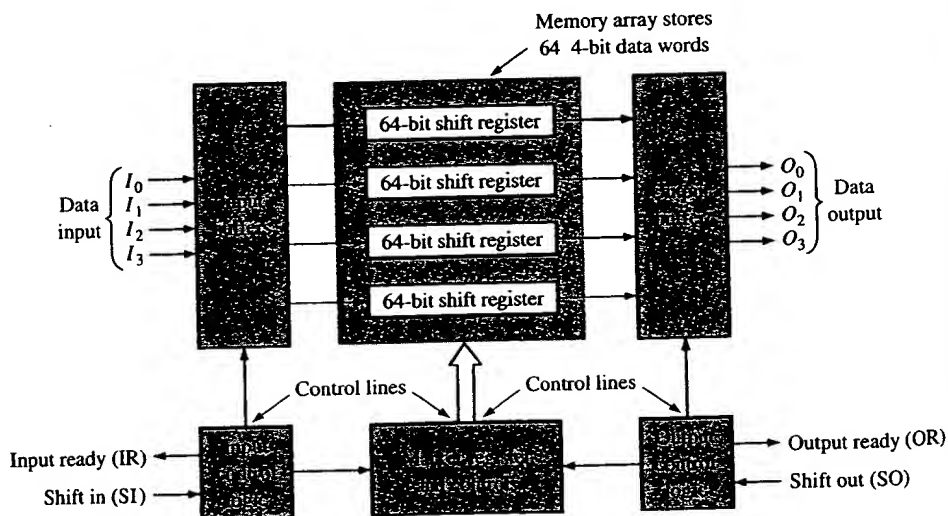 Memory array stores
64 4-bit data words
64-bit shift register
64-bit shift register
64-bit shift register
64-bit shift register
Data
input
I0
I1
I2
I3
O0
O1
O2
O3
Data
output
Control lines
Control lines
Input ready (IR)
Shift in (SI)
Output ready (OR)
Shift out (SO)